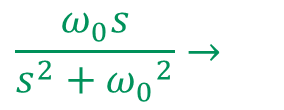 ω₀s / (s² + ω₀²) →